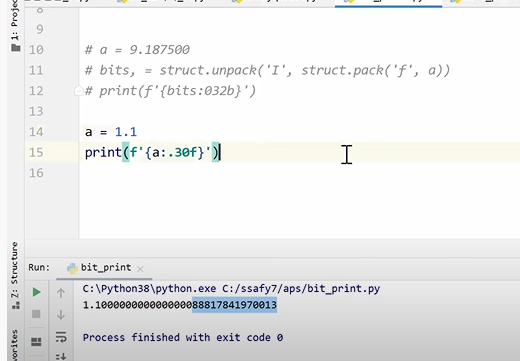 1: Projec
9
10 # a = 9.187500
11 # bits, = struct.unpack('I', struct.pack('f', a))
12 # print(f'{bits:032b}')
13
14 a = 1.1
15 print(f'{a:.30f}')
16
Z: Structure
Run: bit_print
C:\Python38\python.exe C:/ssafy7/aps/bit_print.py
1.100000000000000088817841970013
Process finished with exit code 0
vorites